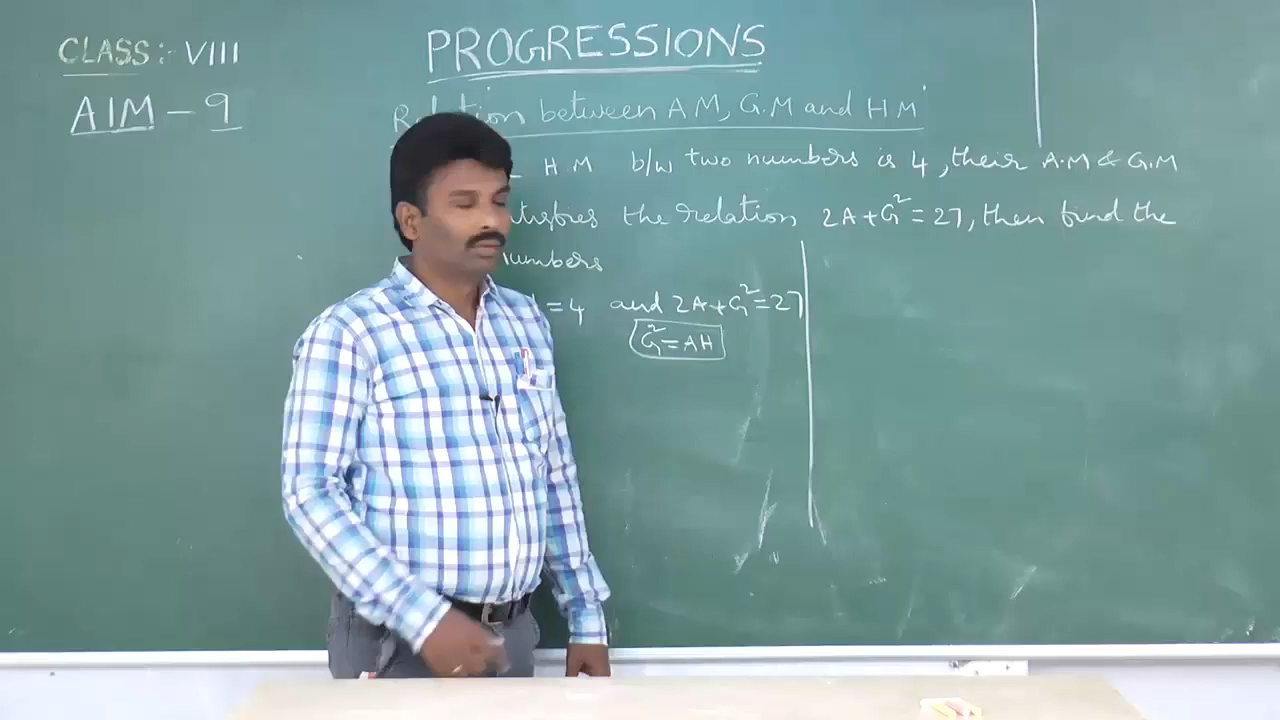 CLASS :- VIII
AIM - 9
PROGRESSIONS
Relation between A M, G.M and H M
H.M b/w two numbers is 4, their A.M & G.M
the relation 2A+G²=27, then find the
=4 and 2A+G²=27
G²=AH